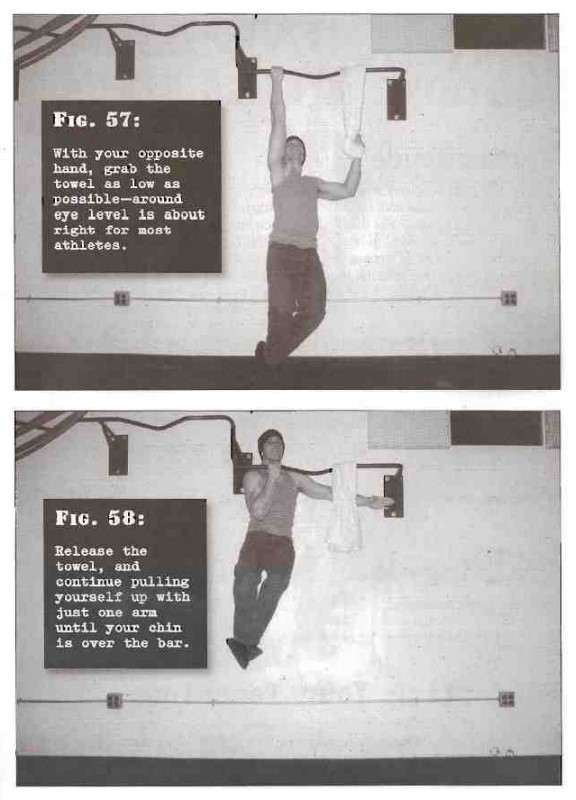 FIG. 57:
With your opposite
hand, grab the
towel as low as
possible—around
eye level is about
right for most
athletes.
FIG. 58:
Release the
towel, and
continue pulling
yourself up with
just one arm
until your chin
is over the bar.